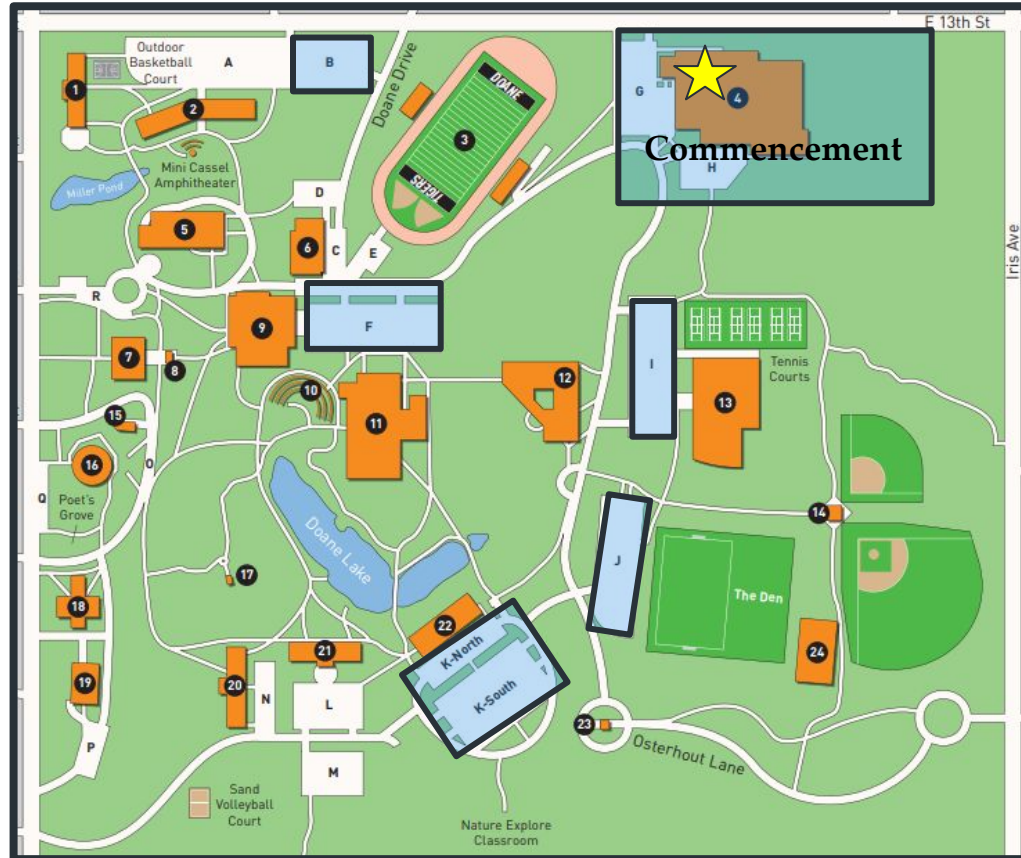 E 13th St
Outdoor
Basketball
Court
A
B
Doane Drive
DOANE
TIGERS
1
2
3
4
G
Commencement
H
Mini Cassel
Amphitheater
Miller Pond
D
5
6
C
E
Iris Ave
R
F
9
7
8
I
Tennis
Courts
10
11
12
13
15
16
O
Q
Poet's
Grove
14
Doane Lake
17
J
The Den
18
22
K-North
K-South
24
21
19
20
N
L
23
Osterhout Lane
P
M
Sand
Volleyball
Court
Nature Explore
Classroom